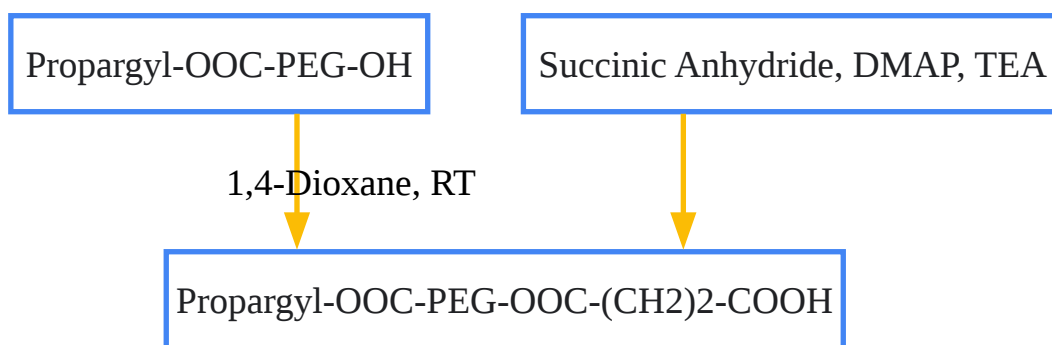 Propargyl-OOC-PEG-OH
Succinic Anhydride, DMAP, TEA
1,4-Dioxane, RT
Propargyl-OOC-PEG-OOC-(CH2)2-COOH